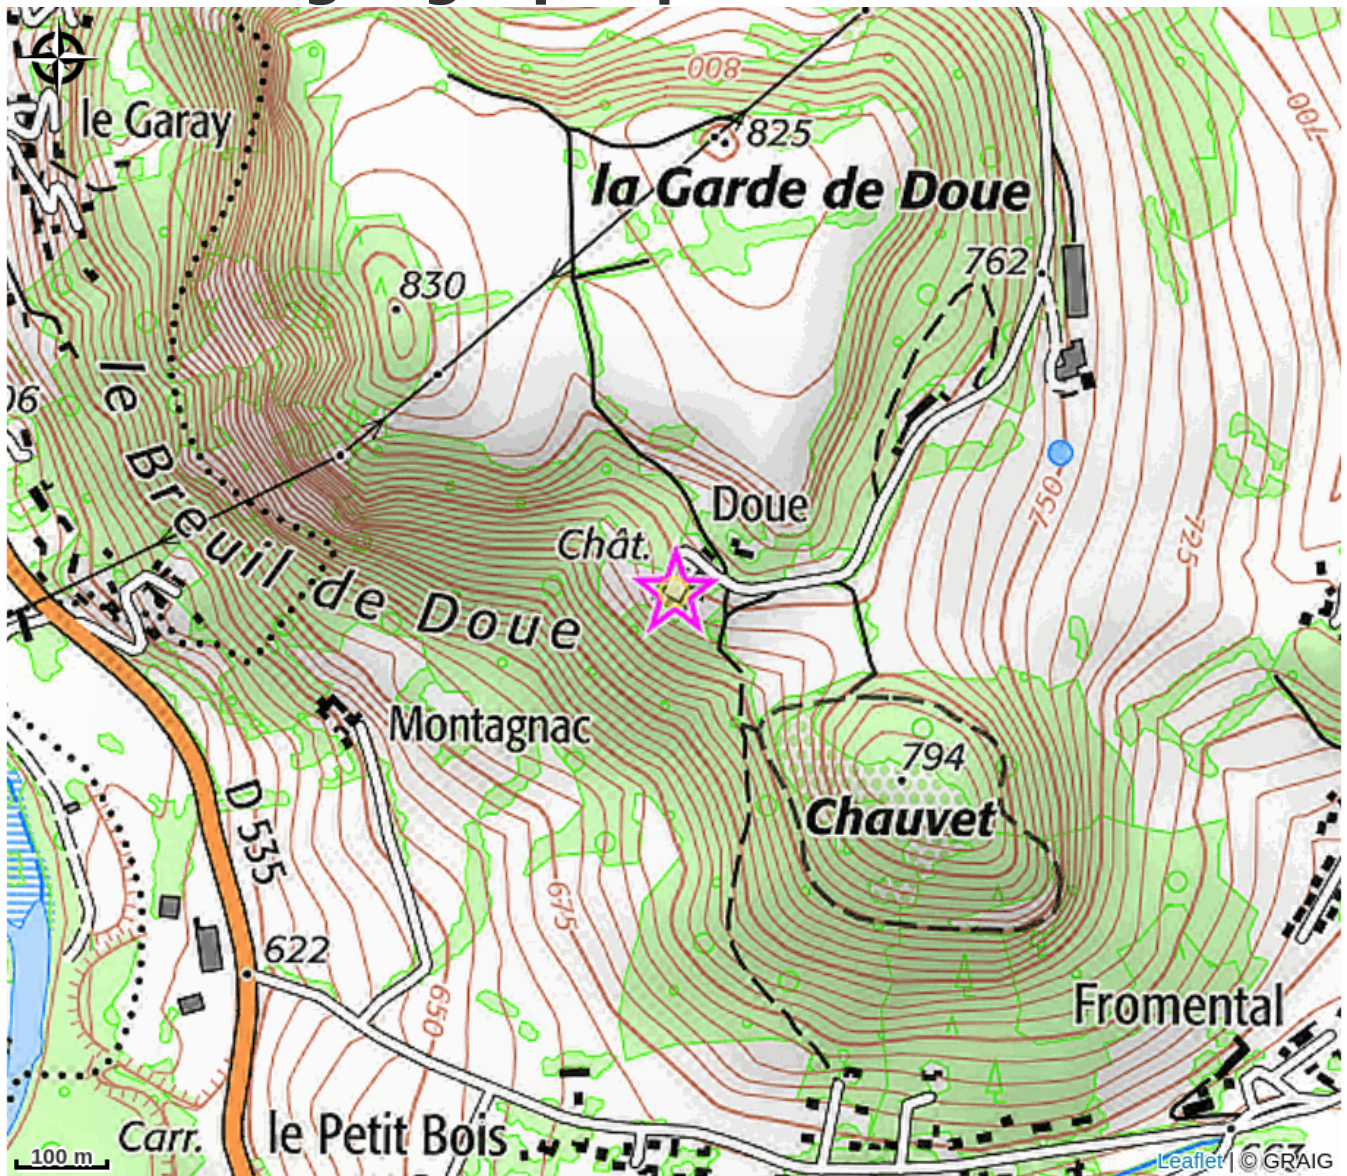 800
le Garay
825
700
la Garde de Doue
762
830
le Breuil de Doue
750
725
Doue
Chât.
Montagnac
794
Chauvet
D 535
675
622
650
Fromental
le Petit Bois
Carr.
100 m
Leaflet | © GRAIG